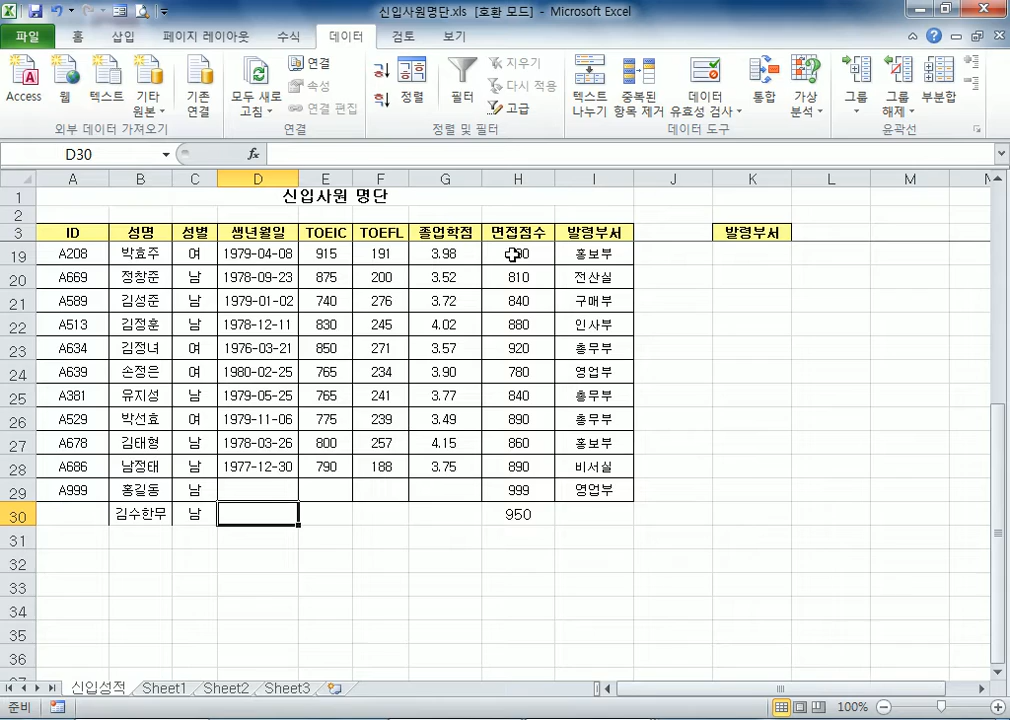 신입사원명단.xls [호환 모드] - Microsoft Excel
파일 홈 삽입 페이지 레이아웃 수식 데이터 검토 보기
Access 웹 텍스트 기타 원본 기존 연결 모두 새로 고침 연결 속성 연결 편집 정렬 필터 지우기 다시 적용 고급 텍스트 나누기 중복된 항목 제거 데이터 유효성 검사 통합 가상 분석 그룹 그룹 해제 부분합
외부 데이터 가져오기 연결 정렬 및 필터 데이터 도구 윤곽선
D30 fx
A B C D E F G H I J K L M
1 신입사원 명단
2
3 ID 성명 성별 생년월일 TOEIC TOEFL 졸업학점 면접점수 발령부서 발령부서
19 A208 박효주 여 1979-04-08 915 191 3.98 홍보부
20 A669 정창준 남 1978-09-23 875 200 3.52 810 전산실
21 A589 김성준 남 1979-01-02 740 276 3.72 840 구매부
22 A513 김정훈 남 1978-12-11 830 245 4.02 880 인사부
23 A634 김정녀 여 1976-03-21 850 271 3.57 920 총무부
24 A639 손정은 여 1980-02-25 765 234 3.90 780 영업부
25 A381 유지성 남 1979-05-25 765 241 3.77 840 총무부
26 A529 박선효 여 1979-11-06 775 239 3.49 890 총무부
27 A678 김태형 남 1978-03-26 800 257 4.15 860 홍보부
28 A686 남정태 남 1977-12-30 790 188 3.75 890 비서실
29 A999 홍길동 남 999 영업부
30 김수한무 남 950
31
32
33
34
35
36
신입성적 Sheet1 Sheet2 Sheet3
준비 100%